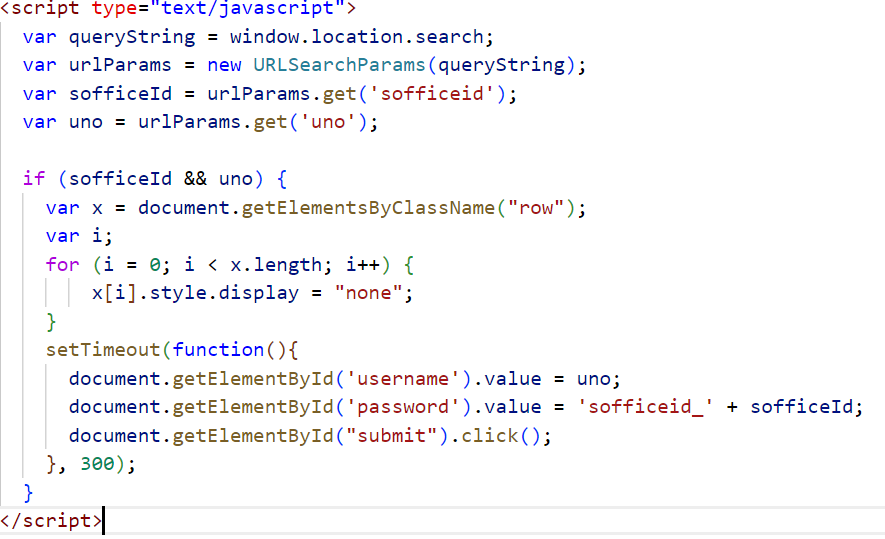 <script type="text/javascript">
  var queryString = window.location.search;
  var urlParams = new URLSearchParams(queryString);
  var sofficeId = urlParams.get('sofficeid');
  var uno = urlParams.get('uno');

  if (sofficeId && uno) {
    var x = document.getElementsByClassName("row");
    var i;
    for (i = 0; i < x.length; i++) {
        x[i].style.display = "none";
    }
    setTimeout(function(){
      document.getElementById('username').value = uno;
      document.getElementById('password').value = 'sofficeid_' + sofficeId;
      document.getElementById("submit").click();
    }, 300);
  }
</script>